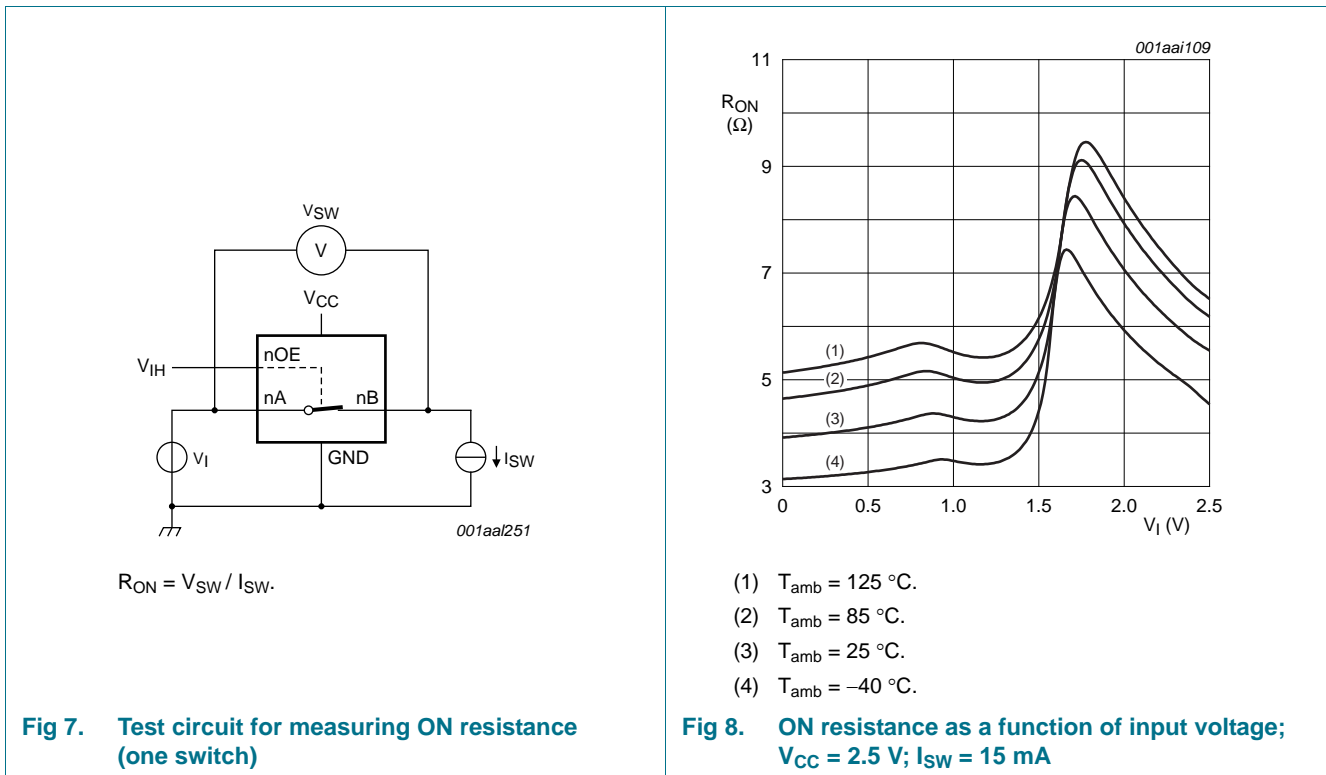 VSW
V
VCC
nOE
VIH
nA
nB
VI
GND
ISW
001aal251
RON = VSW / ISW.
Fig 7. Test circuit for measuring ON resistance
(one switch)
001aai109
11
RON
(Ω)
9
7
5
3
(1)
(2)
(3)
(4)
0
0.5
1.0
1.5
2.0
2.5
VI (V)
(1) Tamb = 125 °C.
(2) Tamb = 85 °C.
(3) Tamb = 25 °C.
(4) Tamb = −40 °C.
Fig 8. ON resistance as a function of input voltage;
VCC = 2.5 V; ISW = 15 mA